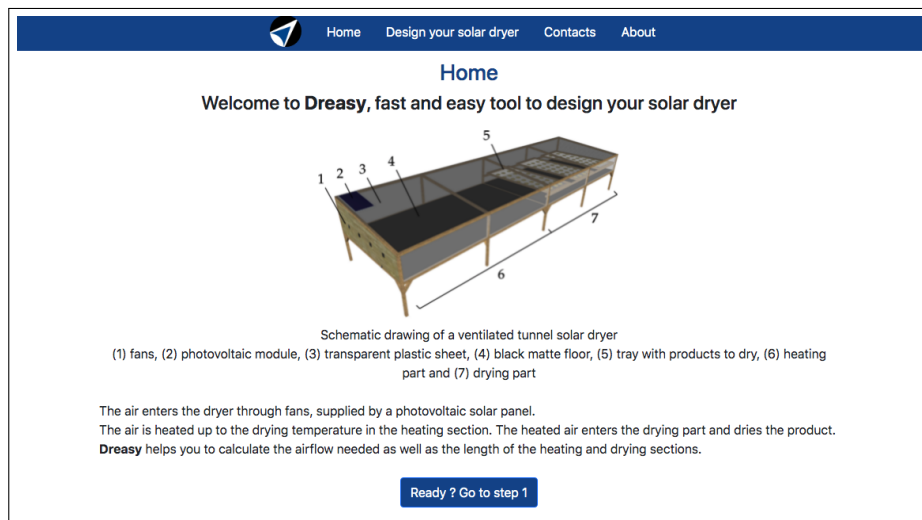 Home Design your solar dryer Contacts About
Home
Welcome to Dreasy, fast and easy tool to design your solar dryer
1
2
3
4
5
6
7
Schematic drawing of a ventilated tunnel solar dryer
(1) fans, (2) photovoltaic module, (3) transparent plastic sheet, (4) black matte floor, (5) tray with products to dry, (6) heating
part and (7) drying part
The air enters the dryer through fans, supplied by a photovoltaic solar panel.
The air is heated up to the drying temperature in the heating section. The heated air enters the drying part and dries the product.
Dreasy helps you to calculate the airflow needed as well as the length of the heating and drying sections.
Ready ? Go to step 1